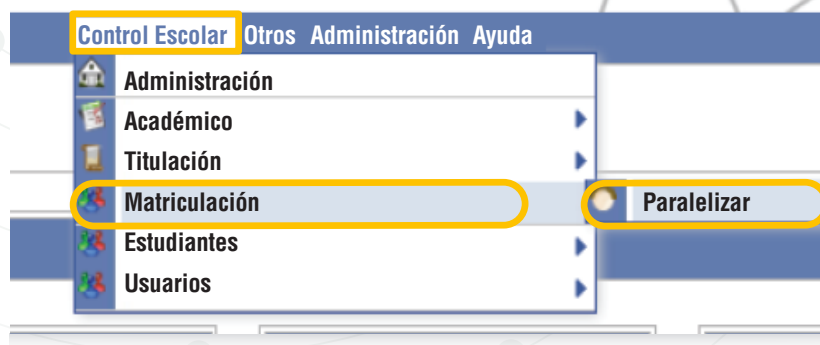 Control Escolar Otros Administración Ayuda
Administración
Académico
Titulación
Matriculación Paralelizar
Estudiantes
Usuarios